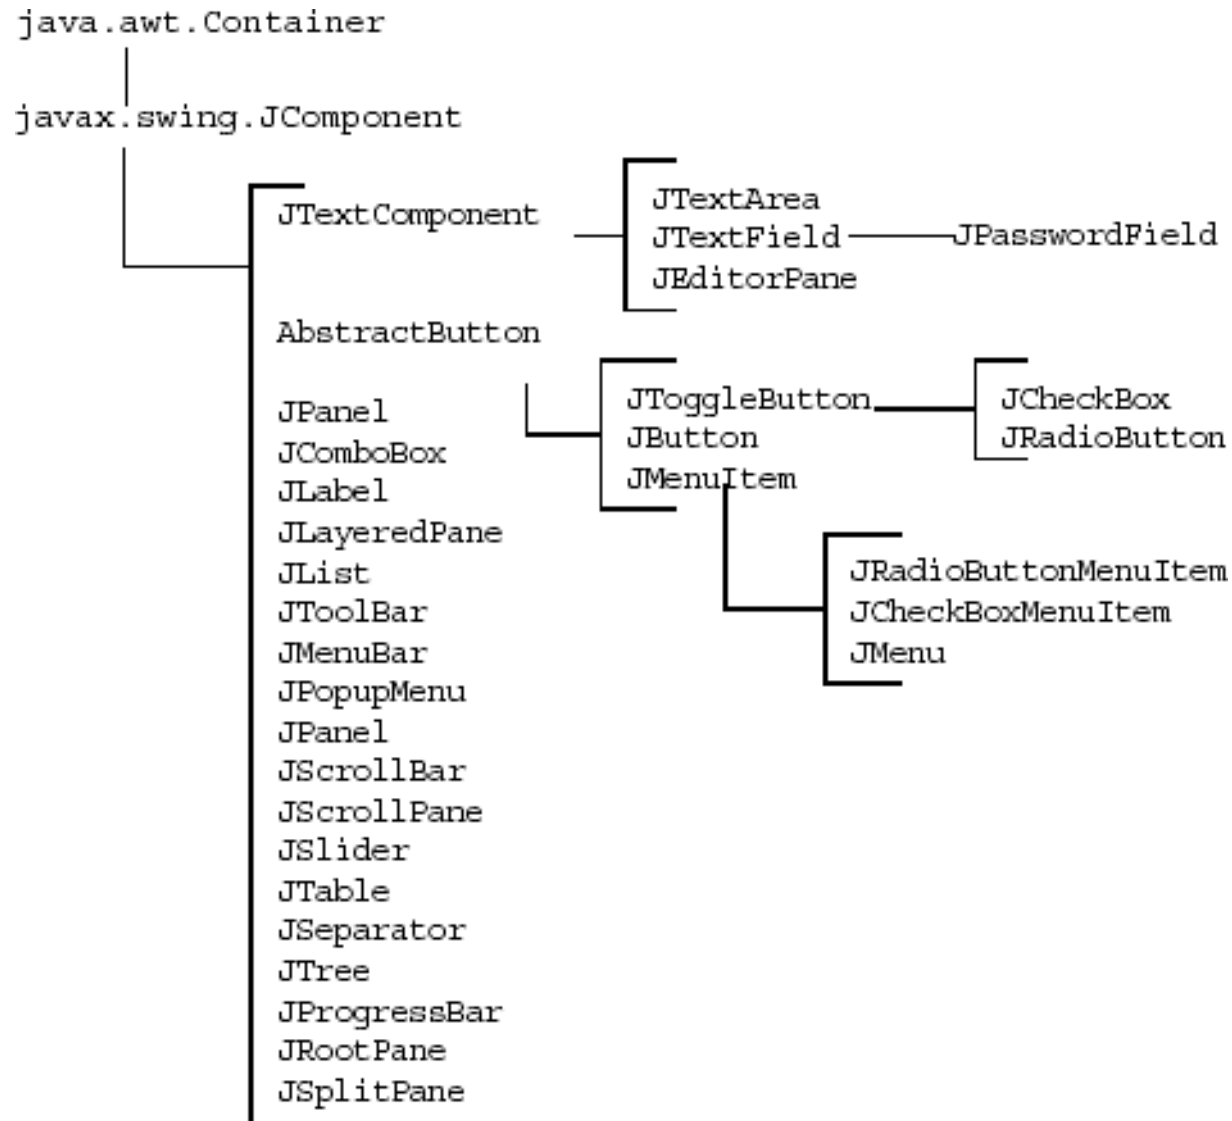 java.awt.Container
javax.swing.JComponent
JTextComponent
JTextArea
JTextField
JPasswordField
JEditorPane
AbstractButton
JToggleButton
JButton
JMenuItem
JCheckBox
JRadioButton
JRadioButtonMenuItem
JCheckBoxMenuItem
JMenu
JPanel
JComboBox
JLabel
JLayeredPane
JList
JToolBar
JMenuBar
JPopupMenu
JPanel
JScrollBar
JScrollPane
JSlider
JTable
JSeparator
JTree
JProgressBar
JRootPane
JSplitPane